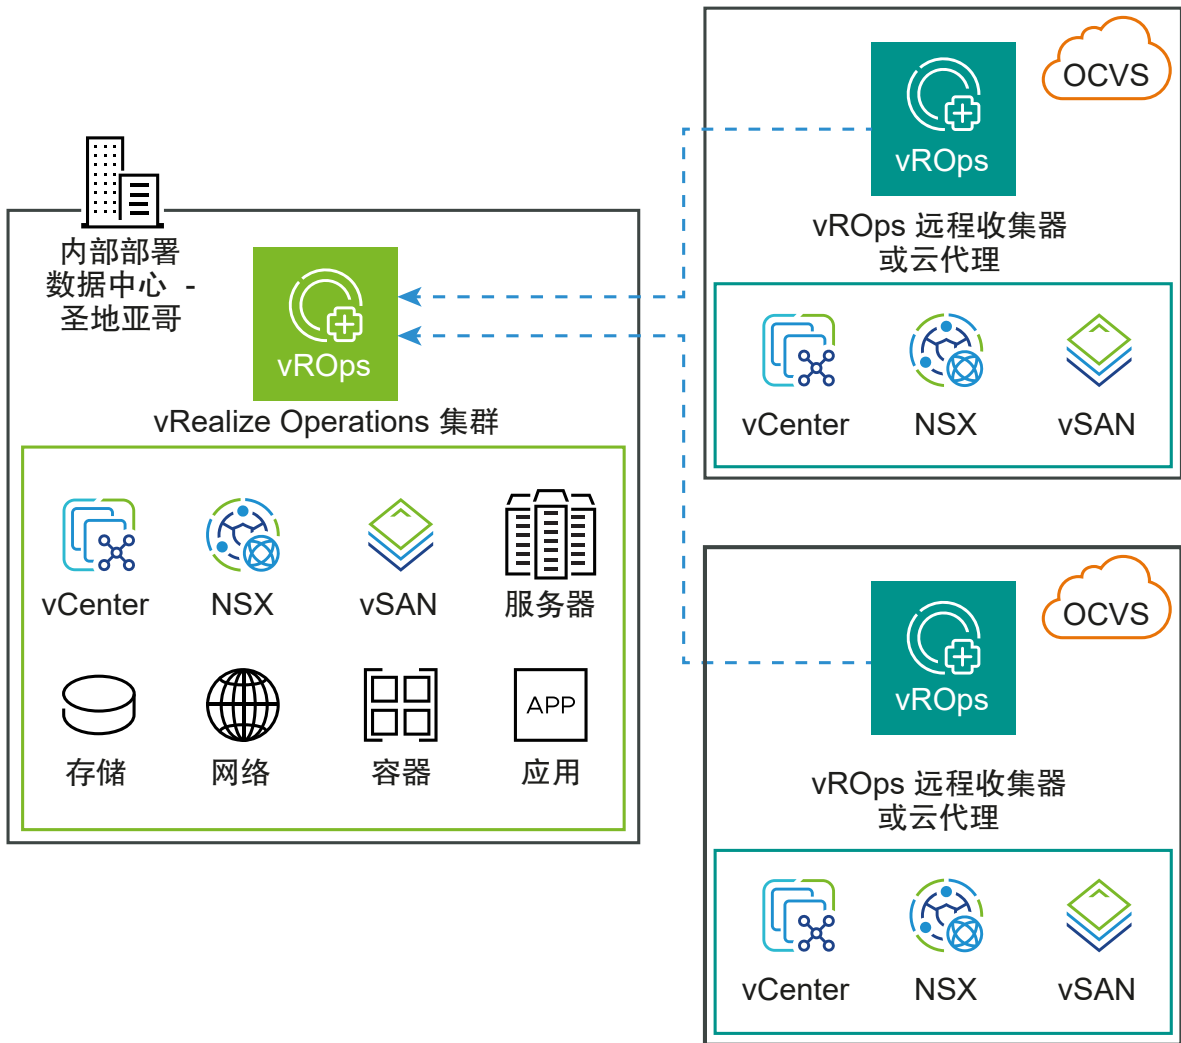 内部部署
数据中心 -
圣地亚哥
vROps
vRealize Operations 集群
vCenter
NSX
vSAN
服务器
存储
网络
容器
APP
应用
OCVS
vROps
vROps 远程收集器
或云代理
vCenter
NSX
vSAN
OCVS
vROps
vROps 远程收集器
或云代理
vCenter
NSX
vSAN